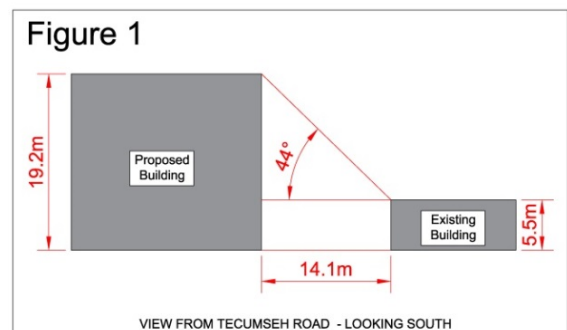 Figure 1
19.2m
Proposed
Building
44°
Existing
Building
5.5m
14.1m
VIEW FROM TECUMSEH ROAD - LOOKING SOUTH